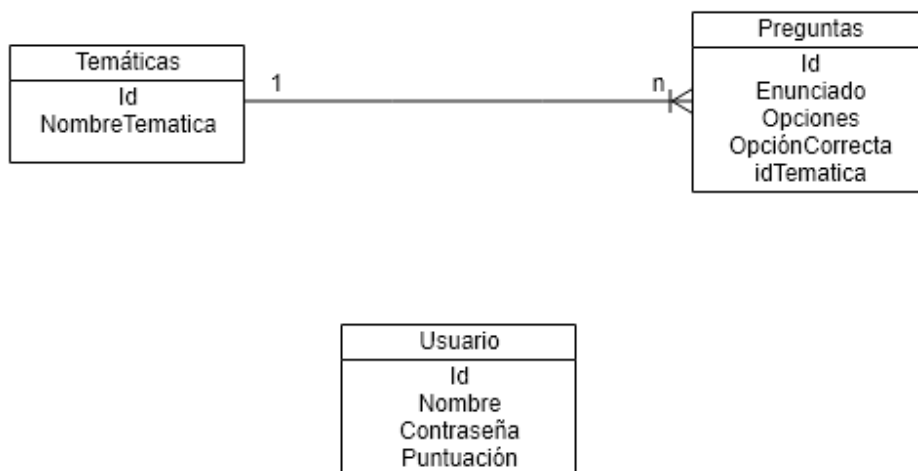 Temáticas
Id
NombreTematica
1
n
Preguntas
Id
Enunciado
Opciones
OpciónCorrecta
idTematica
Usuario
Id
Nombre
Contraseña
Puntuación